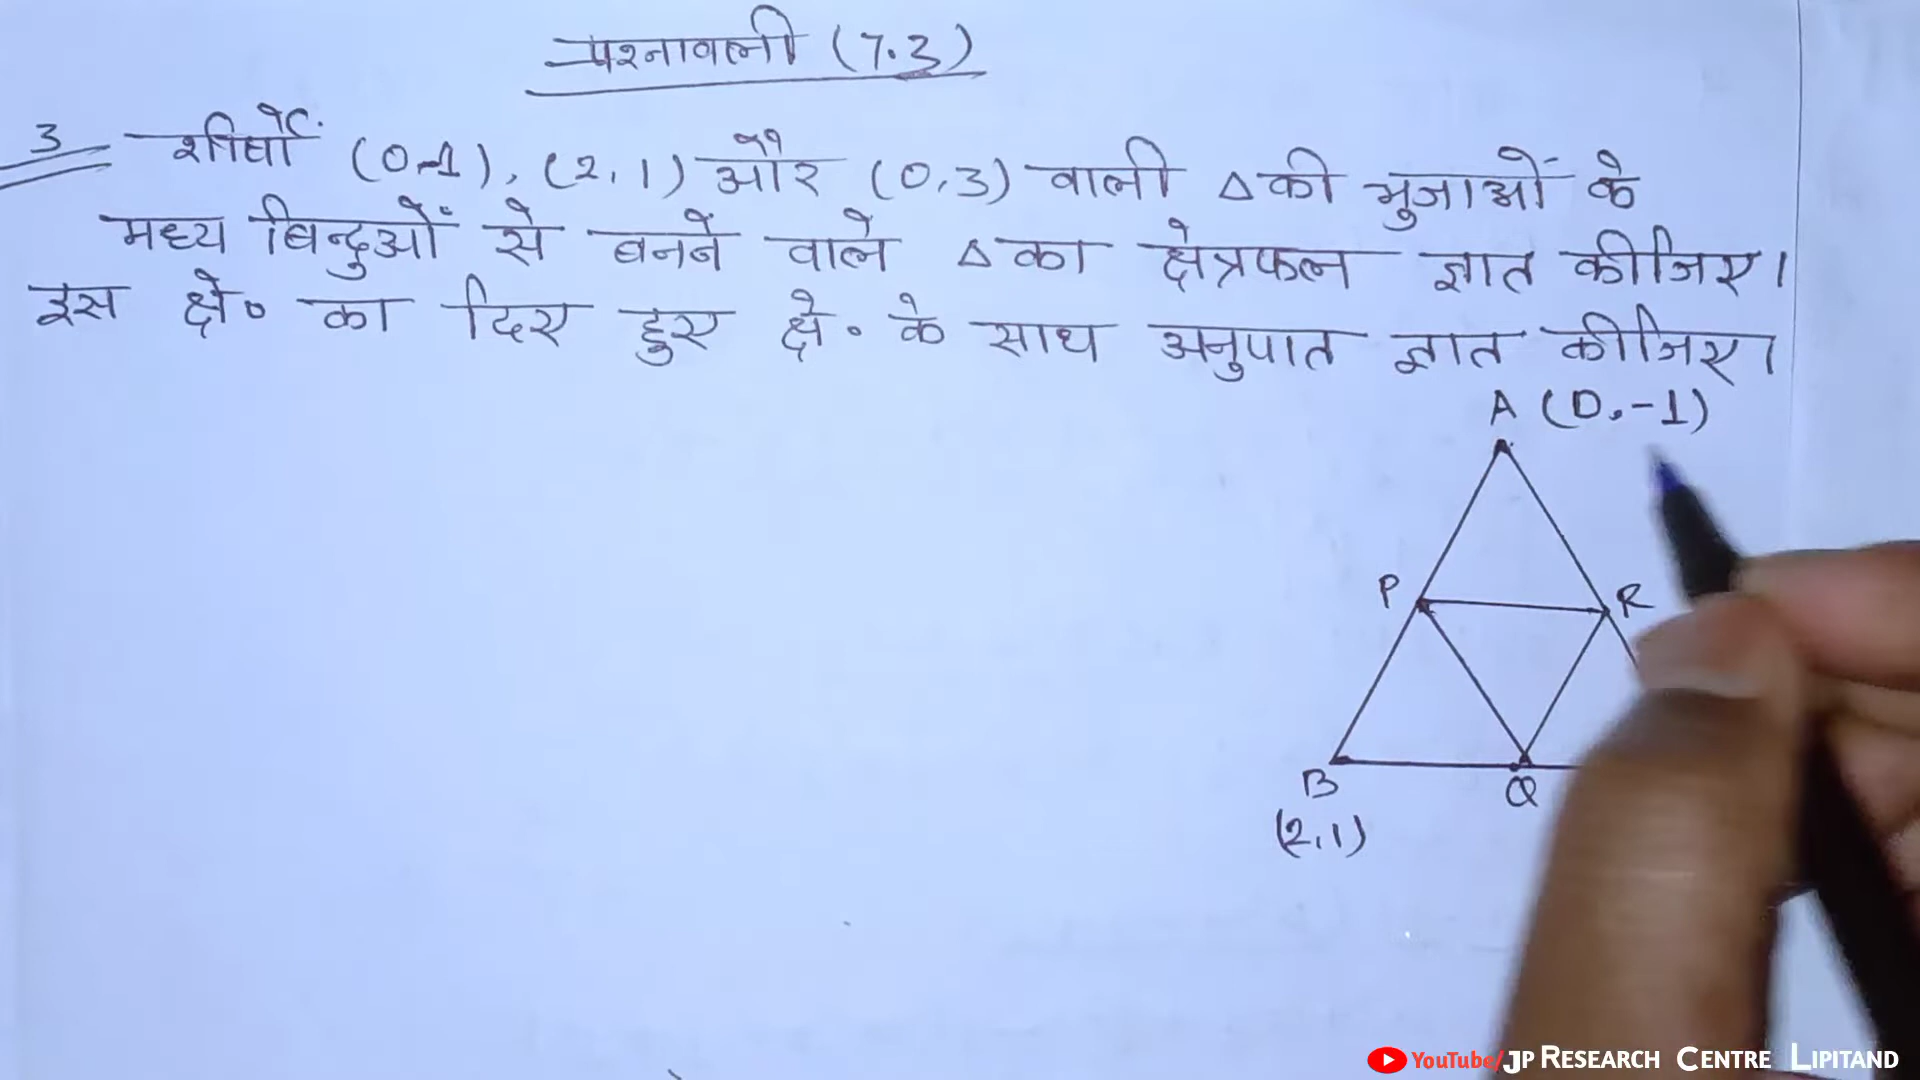 प्रश्नावली (7.3)
3 शीर्षों (0,-1), (2,1) और (0,3) वाली Δ की भुजाओं के
मध्य बिन्दुओं से बनने वाले Δ का क्षेत्रफल ज्ञात कीजिए।
इस क्षे० का दिए हुए क्षे० के साथ अनुपात ज्ञात कीजिए।
A (0,-1)
P
R
B
Q
(2,1)
YouTube/JP RESEARCH CENTRE LIPITAND